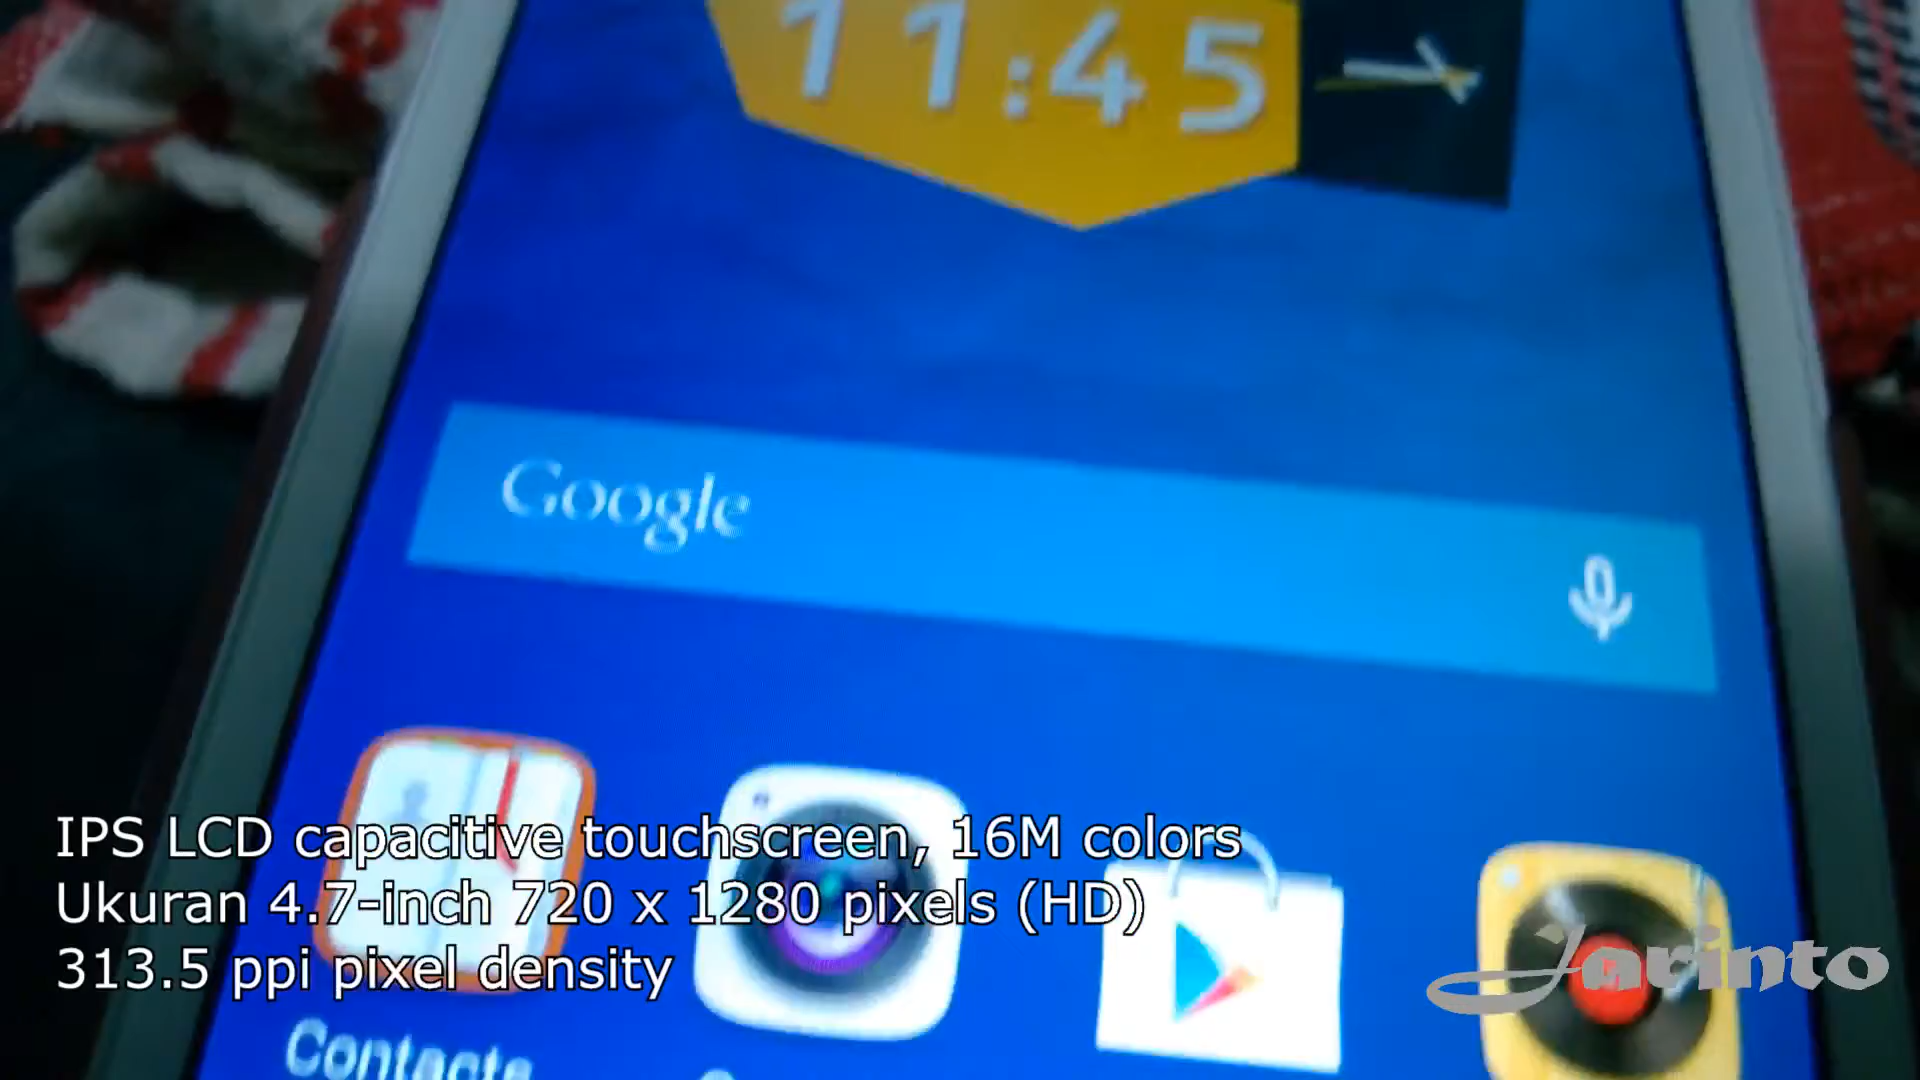 11:45
Google
IPS LCD capacitive touchscreen, 16M colors
Ukuran 4.7-inch 720 x 1280 pixels (HD)
313.5 ppi pixel density
Jarinto
Contacts